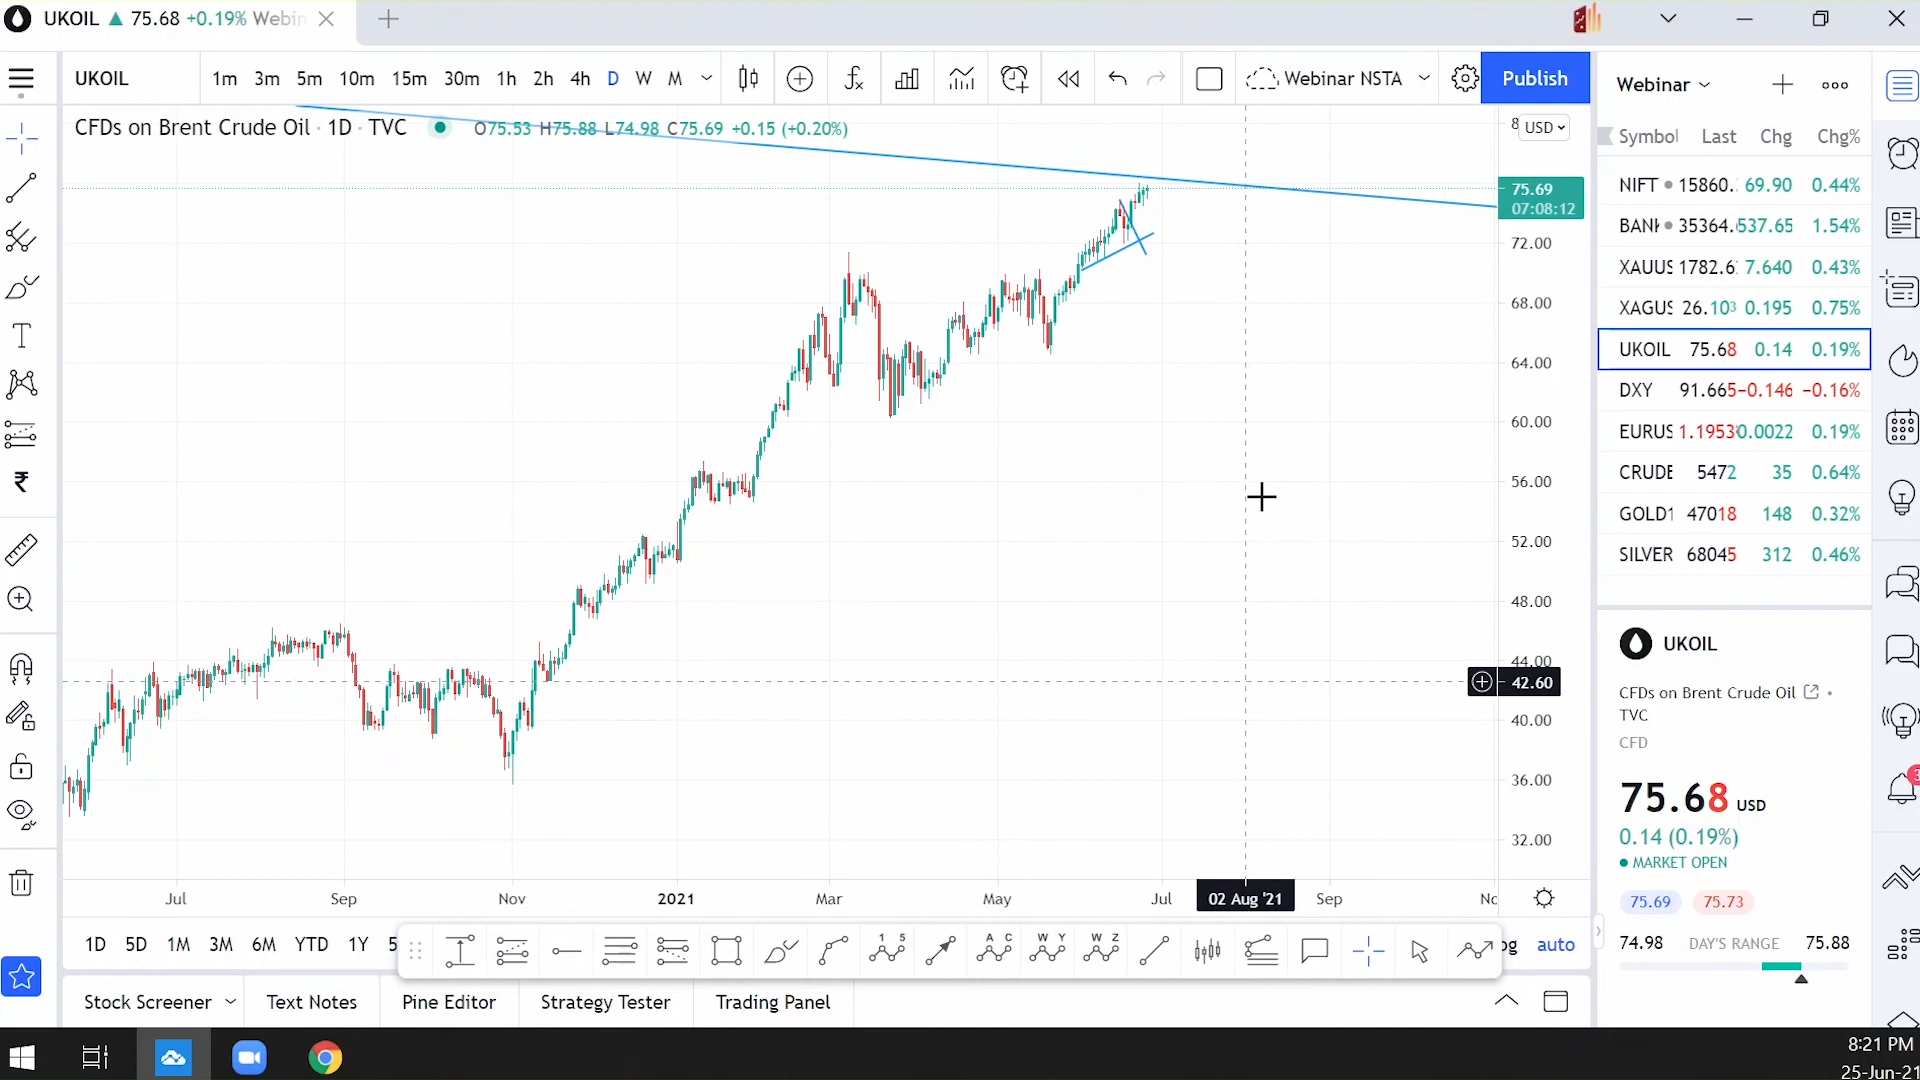 UKOIL ▲ 75.68 +0.19% Webin
UKOIL 1m 3m 5m 10m 15m 30m 1h 2h 4h D W M Webinar NSTA Publish
CFDs on Brent Crude Oil · 1D · TVC O75.53 H75.88 L74.98 C75.69 +0.15 (+0.20%)
USD
75.69
07:08:12
72.00
68.00
64.00
60.00
56.00
52.00
48.00
44.00
42.60
40.00
36.00
32.00
Jul Sep Nov 2021 Mar May Jul 02 Aug '21 Sep
1D 5D 1M 3M 6M YTD 1Y 5 auto
1 5 A C W Y W Z
Stock Screener Text Notes Pine Editor Strategy Tester Trading Panel
Webinar
Symbol Last Chg Chg%
NIFT 15860. 69.90 0.44%
BANK 35364. 537.65 1.54%
XAUUS 1782.6 7.640 0.43%
XAGUS 26.103 0.195 0.75%
UKOIL 75.68 0.14 0.19%
DXY 91.665 −0.146 −0.16%
EURUS 1.1953 0.0022 0.19%
CRUDE 5472 35 0.64%
GOLD1 47018 148 0.32%
SILVER 68045 312 0.46%
UKOIL
CFDs on Brent Crude Oil •
TVC
CFD
75.68 USD
0.14 (0.19%)
MARKET OPEN
75.69 75.73
74.98 DAY'S RANGE 75.88
8:21 PM
25-Jun-21